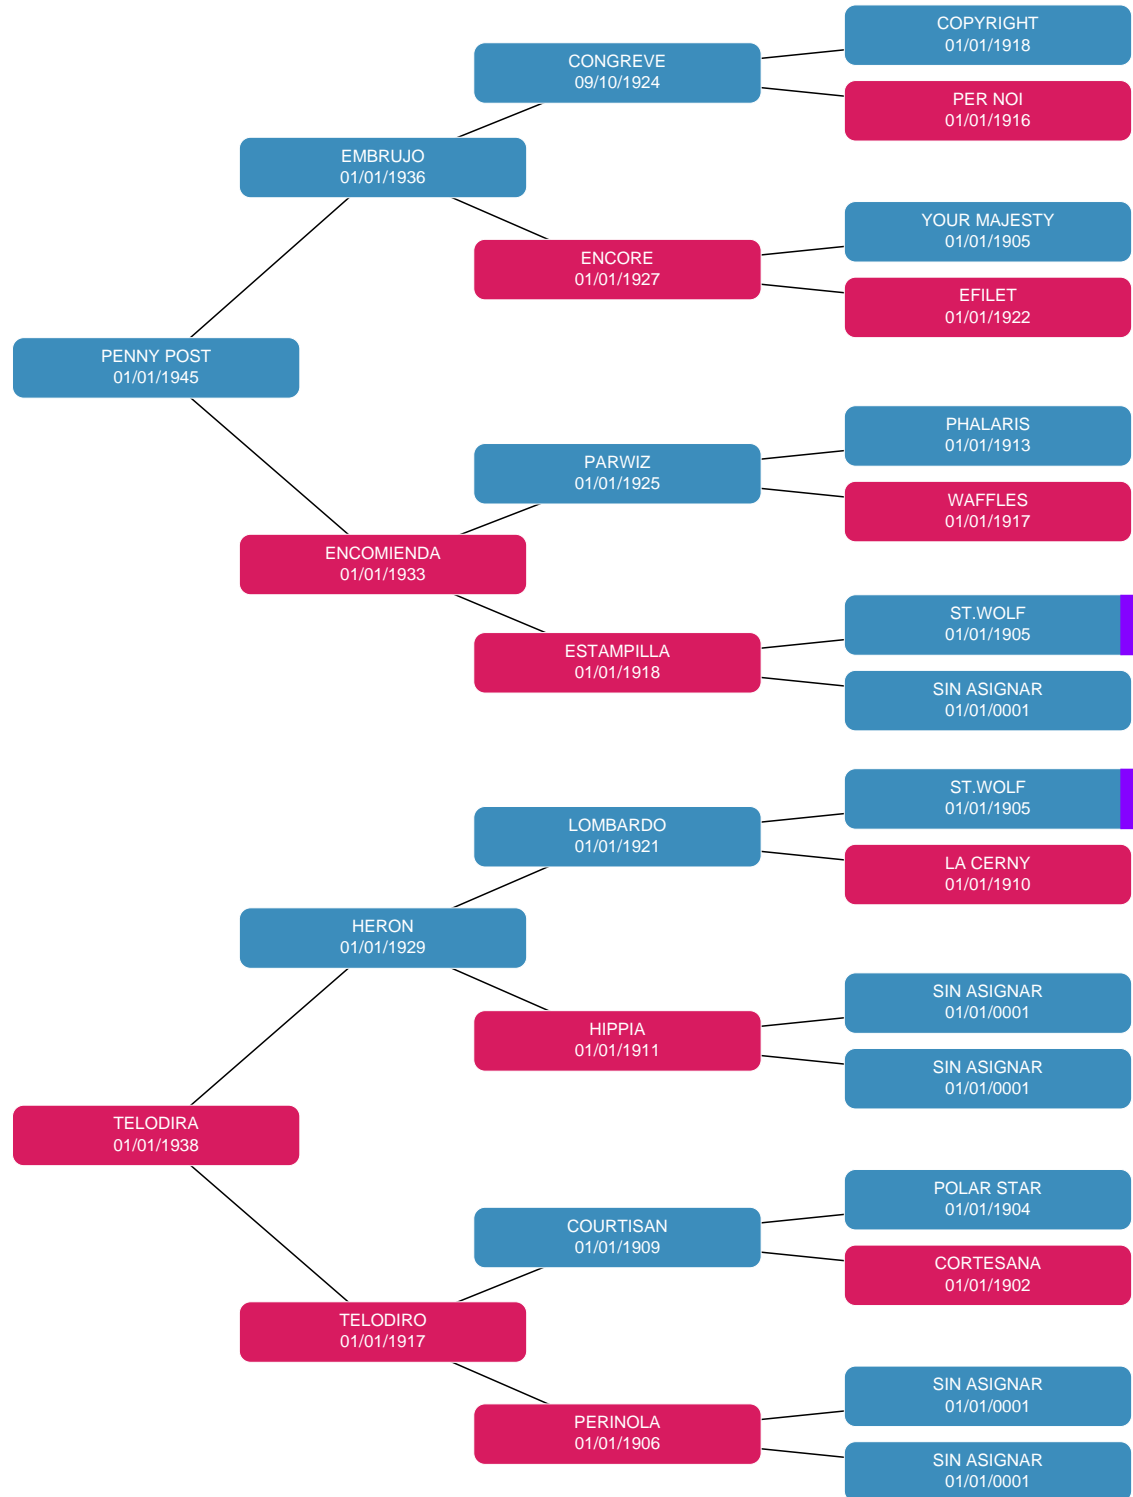 COPYRIGHT
01/01/1918
CONGREVE
09/10/1924
PER NOI
01/01/1916
EMBRUJO
01/01/1936
YOUR MAJESTY
01/01/1905
ENCORE
01/01/1927
EFILET
01/01/1922
PENNY POST
01/01/1945
PHALARIS
01/01/1913
PARWIZ
01/01/1925
WAFFLES
01/01/1917
ENCOMIENDA
01/01/1933
ST.WOLF
01/01/1905
ESTAMPILLA
01/01/1918
SIN ASIGNAR
01/01/0001
ST.WOLF
01/01/1905
LOMBARDO
01/01/1921
LA CERNY
01/01/1910
HERON
01/01/1929
SIN ASIGNAR
01/01/0001
HIPPIA
01/01/1911
SIN ASIGNAR
01/01/0001
TELODIRA
01/01/1938
POLAR STAR
01/01/1904
COURTISAN
01/01/1909
CORTESANA
01/01/1902
TELODIRO
01/01/1917
SIN ASIGNAR
01/01/0001
PERINOLA
01/01/1906
SIN ASIGNAR
01/01/0001